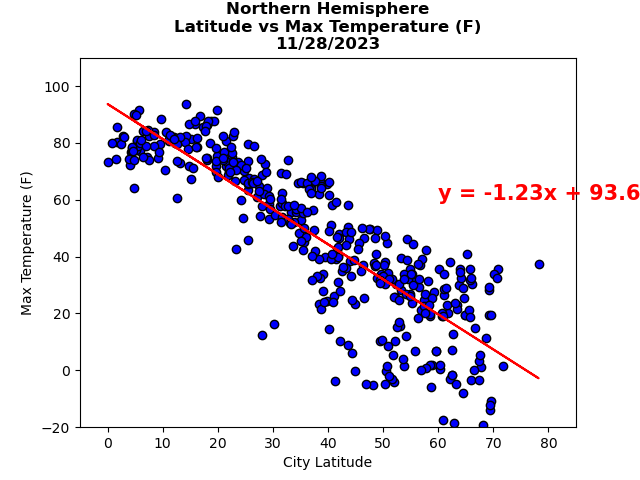 Northern Hemisphere
Latitude vs Max Temperature (F)
11/28/2023
100
80
60
40
20
0
−20
Max Temperature (F)
y = -1.23x + 93.6
0 10 20 30 40 50 60 70 80
City Latitude